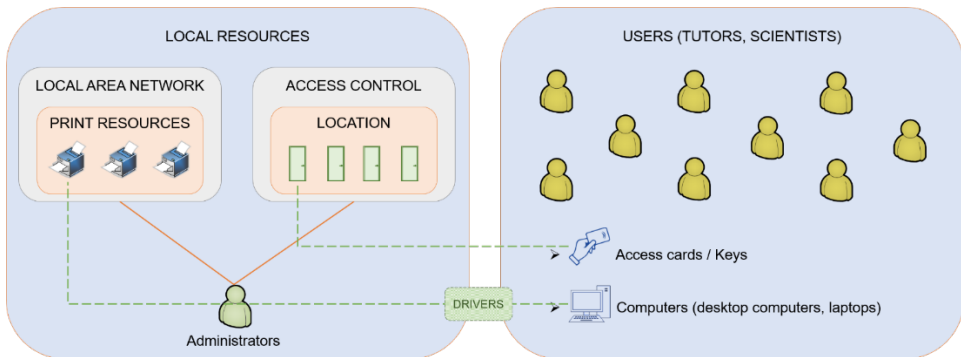 LOCAL RESOURCES
LOCAL AREA NETWORK
PRINT RESOURCES
ACCESS CONTROL
LOCATION
Administrators
DRIVERS
USERS (TUTORS, SCIENTISTS)
➤ Access cards / Keys
➤ Computers (desktop computers, laptops)